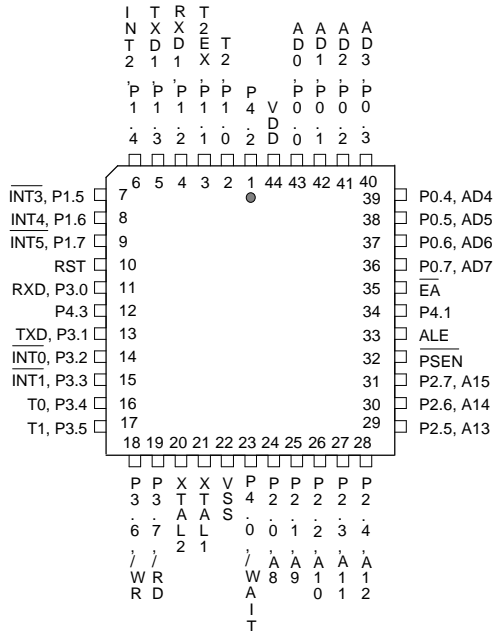 INT2, P1.4
TXD1, P1.3
RXD1, P1.2
T2EX, P1.1
T2, P1.0
P4.2
VDD
AD0, P0.0
AD1, P0.1
AD2, P0.2
AD3, P0.3
6 5 4 3 2 1 44 43 42 41 40
INT3, P1.5 7
INT4, P1.6 8
INT5, P1.7 9
RST 10
RXD, P3.0 11
P4.3 12
TXD, P3.1 13
INT0, P3.2 14
INT1, P3.3 15
T0, P3.4 16
T1, P3.5 17
39 P0.4, AD4
38 P0.5, AD5
37 P0.6, AD6
36 P0.7, AD7
35 EA
34 P4.1
33 ALE
32 PSEN
31 P2.7, A15
30 P2.6, A14
29 P2.5, A13
18 19 20 21 22 23 24 25 26 27 28
P3.6, /WR
P3.7, /RD
XTAL2
XTAL1
VSS
P4.0, /WAIT
P2.0, A8
P2.1, A9
P2.2, A10
P2.3, A11
P2.4, A12